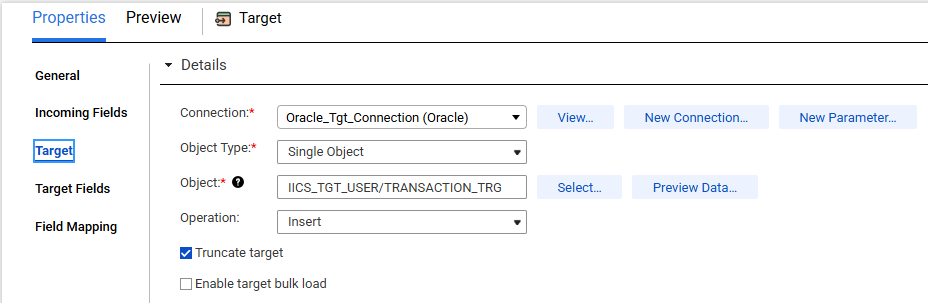 Properties Preview Target
Details
General
Incoming Fields
Target
Target Fields
Field Mapping
Connection:* Oracle_Tgt_Connection (Oracle) View... New Connection... New Parameter...
Object Type:* Single Object
Object:* ? IICS_TGT_USER/TRANSACTION_TRG Select... Preview Data...
Operation: Insert
Truncate target
Enable target bulk load